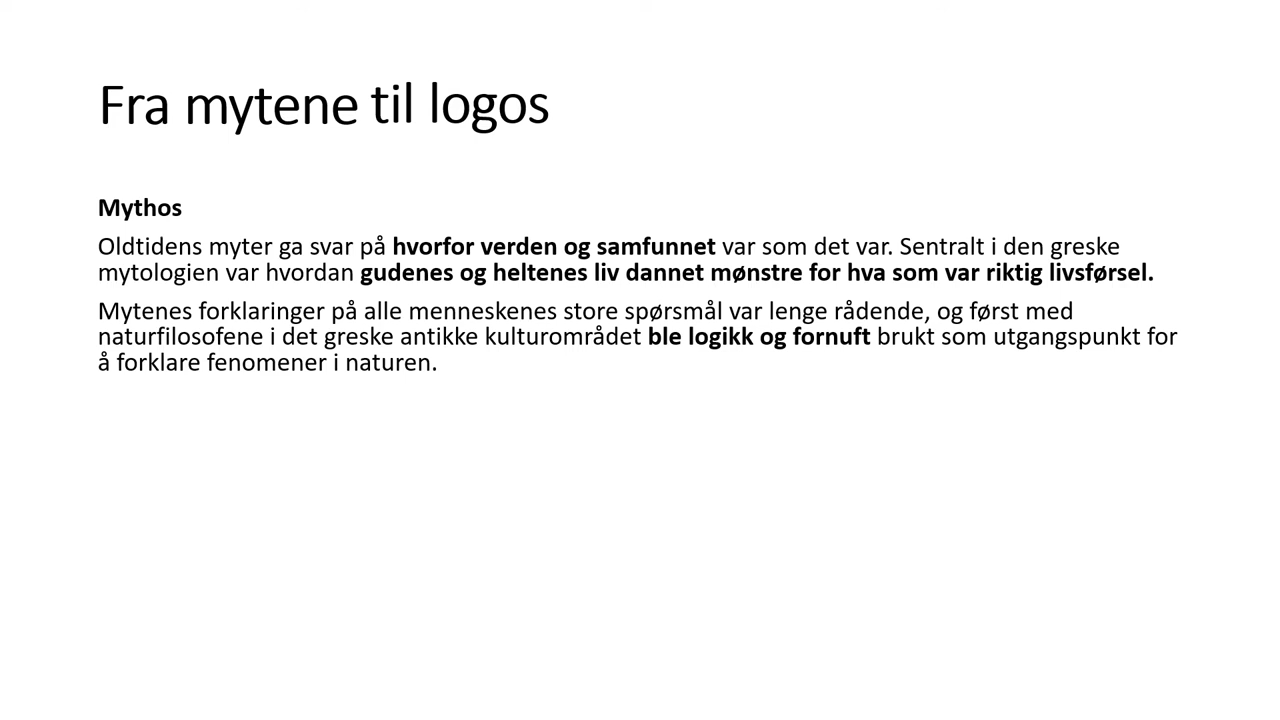 Fra mytene til logos
Mythos
Oldtidens myter ga svar på hvorfor verden og samfunnet var som det var. Sentralt i den greske
mytologien var hvordan gudenes og heltenes liv dannet mønstre for hva som var riktig livsførsel.
Mytenes forklaringer på alle menneskenes store spørsmål var lenge rådende, og først med
naturfilosofene i det greske antikke kulturområdet ble logikk og fornuft brukt som utgangspunkt for
å forklare fenomener i naturen.